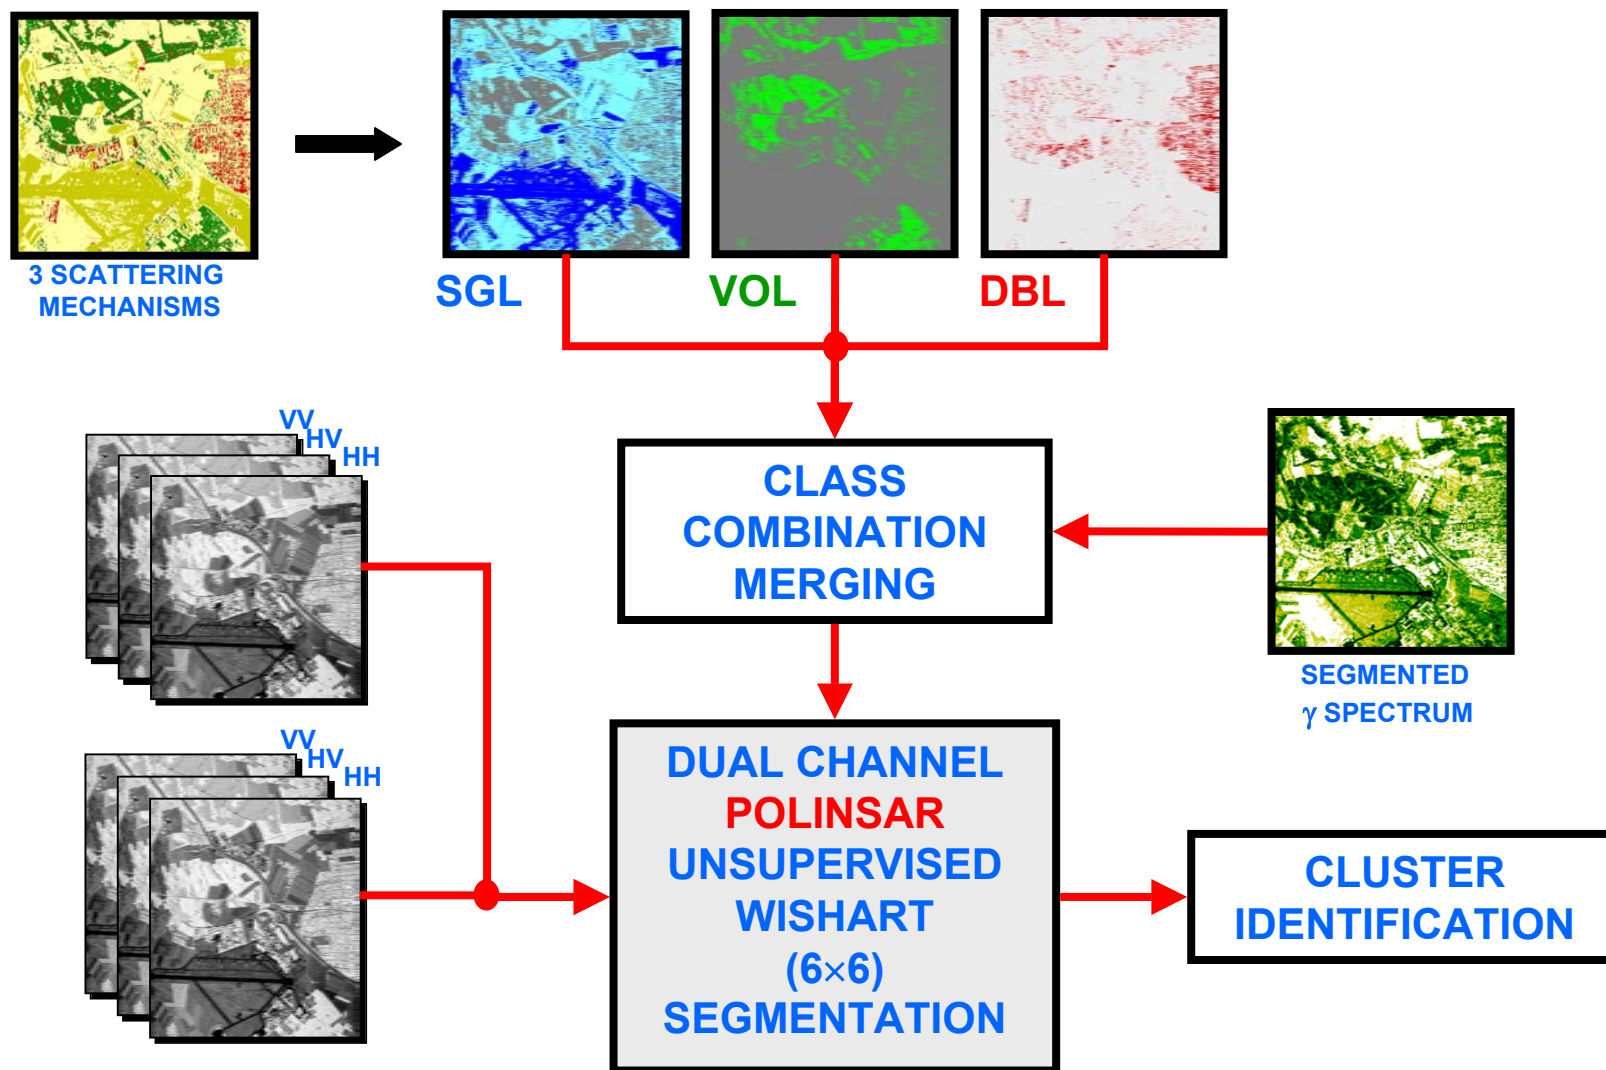 3 SCATTERING
MECHANISMS
SGL
VOL
DBL
VV
HV
HH
CLASS
COMBINATION
MERGING
SEGMENTED
γ SPECTRUM
VV
HV
HH
DUAL CHANNEL
POLINSAR
UNSUPERVISED
WISHART
(6×6)
SEGMENTATION
CLUSTER
IDENTIFICATION